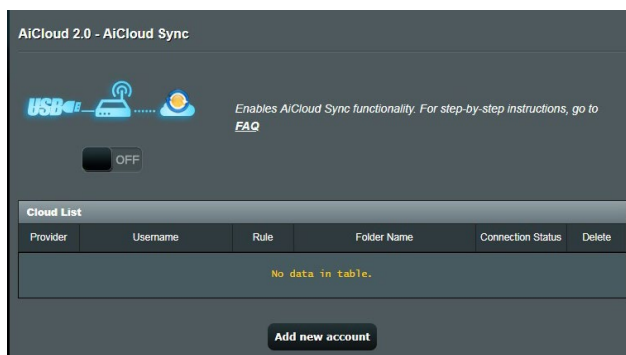 AiCloud 2.0 - AiCloud Sync
USB
Enables AiCloud Sync functionality. For step-by-step instructions, go to
FAQ
OFF
Cloud List
Provider Username Rule Folder Name Connection Status Delete
No data in table.
Add new account